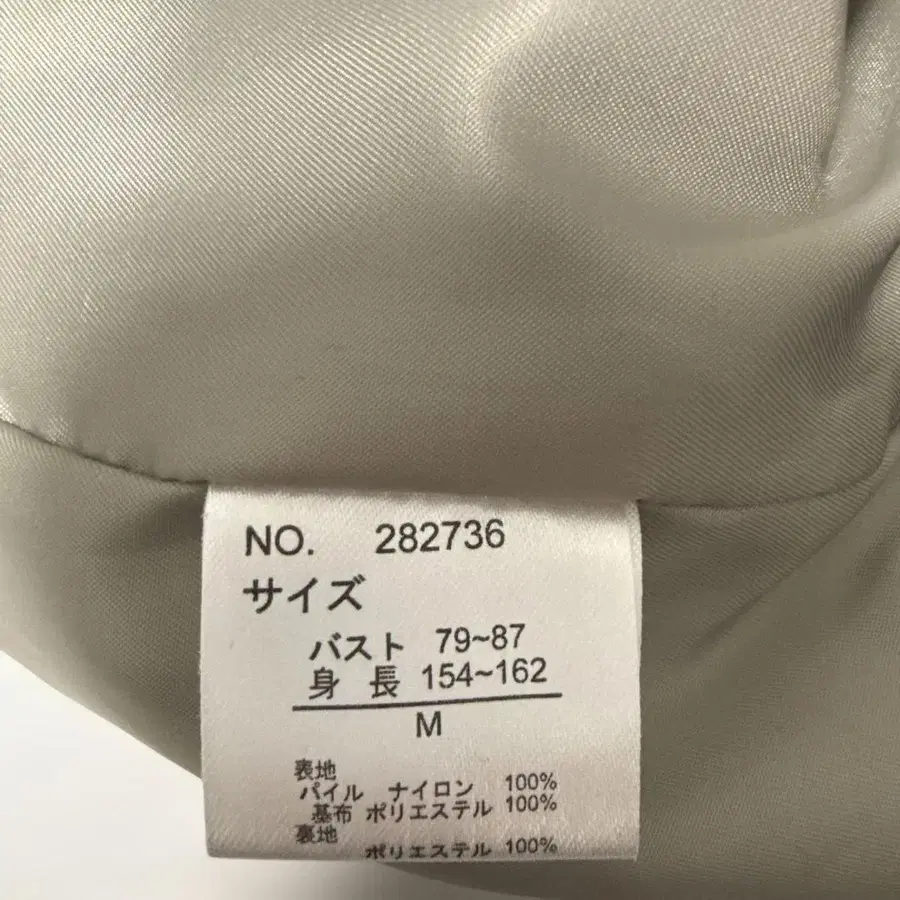 NO. 282736
サイズ
バスト 79~87
身 長 154~162
M
表地
パイル ナイロン 100%
基布 ポリエステル 100%
裏地
ポリエステル 100%